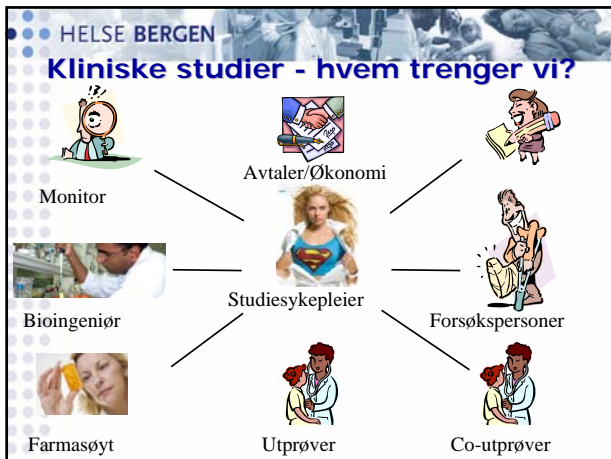 HELSE BERGEN
Kliniske studier - hvem trenger vi?
!?!
Avtaler/Økonomi
Monitor
Studiesykepleier
Bioingeniør
Forsøkspersoner
Farmasøyt
Utprøver
Co-utprøver